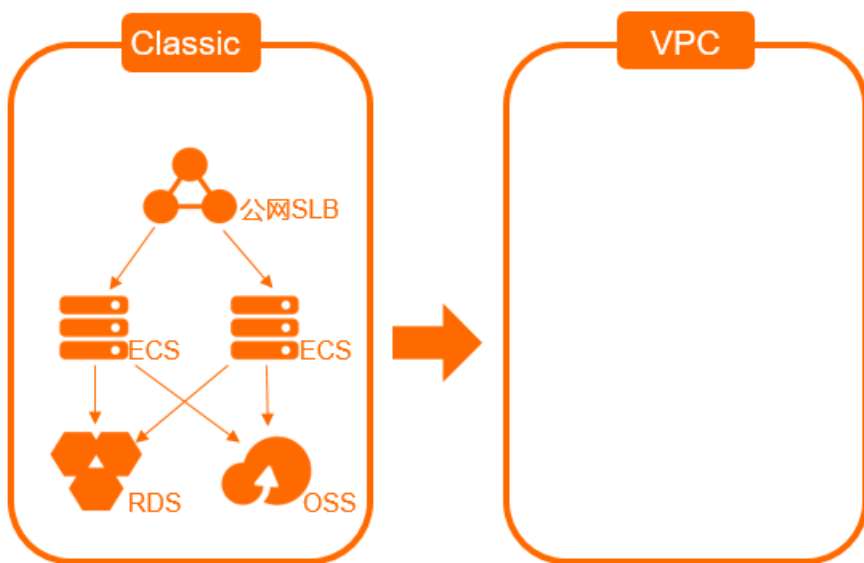 Classic
VPC
公网SLB
ECS
ECS
RDS
OSS